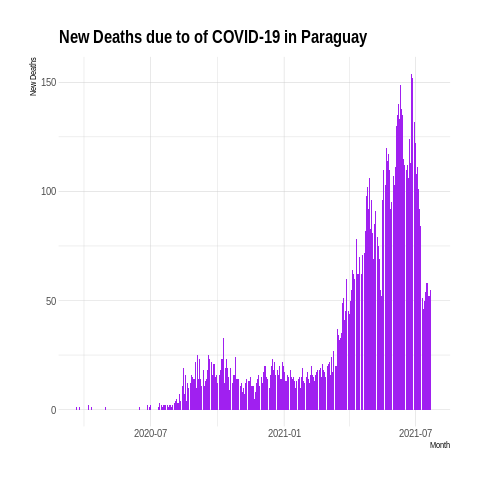 New Deaths due to of COVID-19 in Paraguay
New Deaths
150
100
50
0
2020-07
2021-01
2021-07
Month